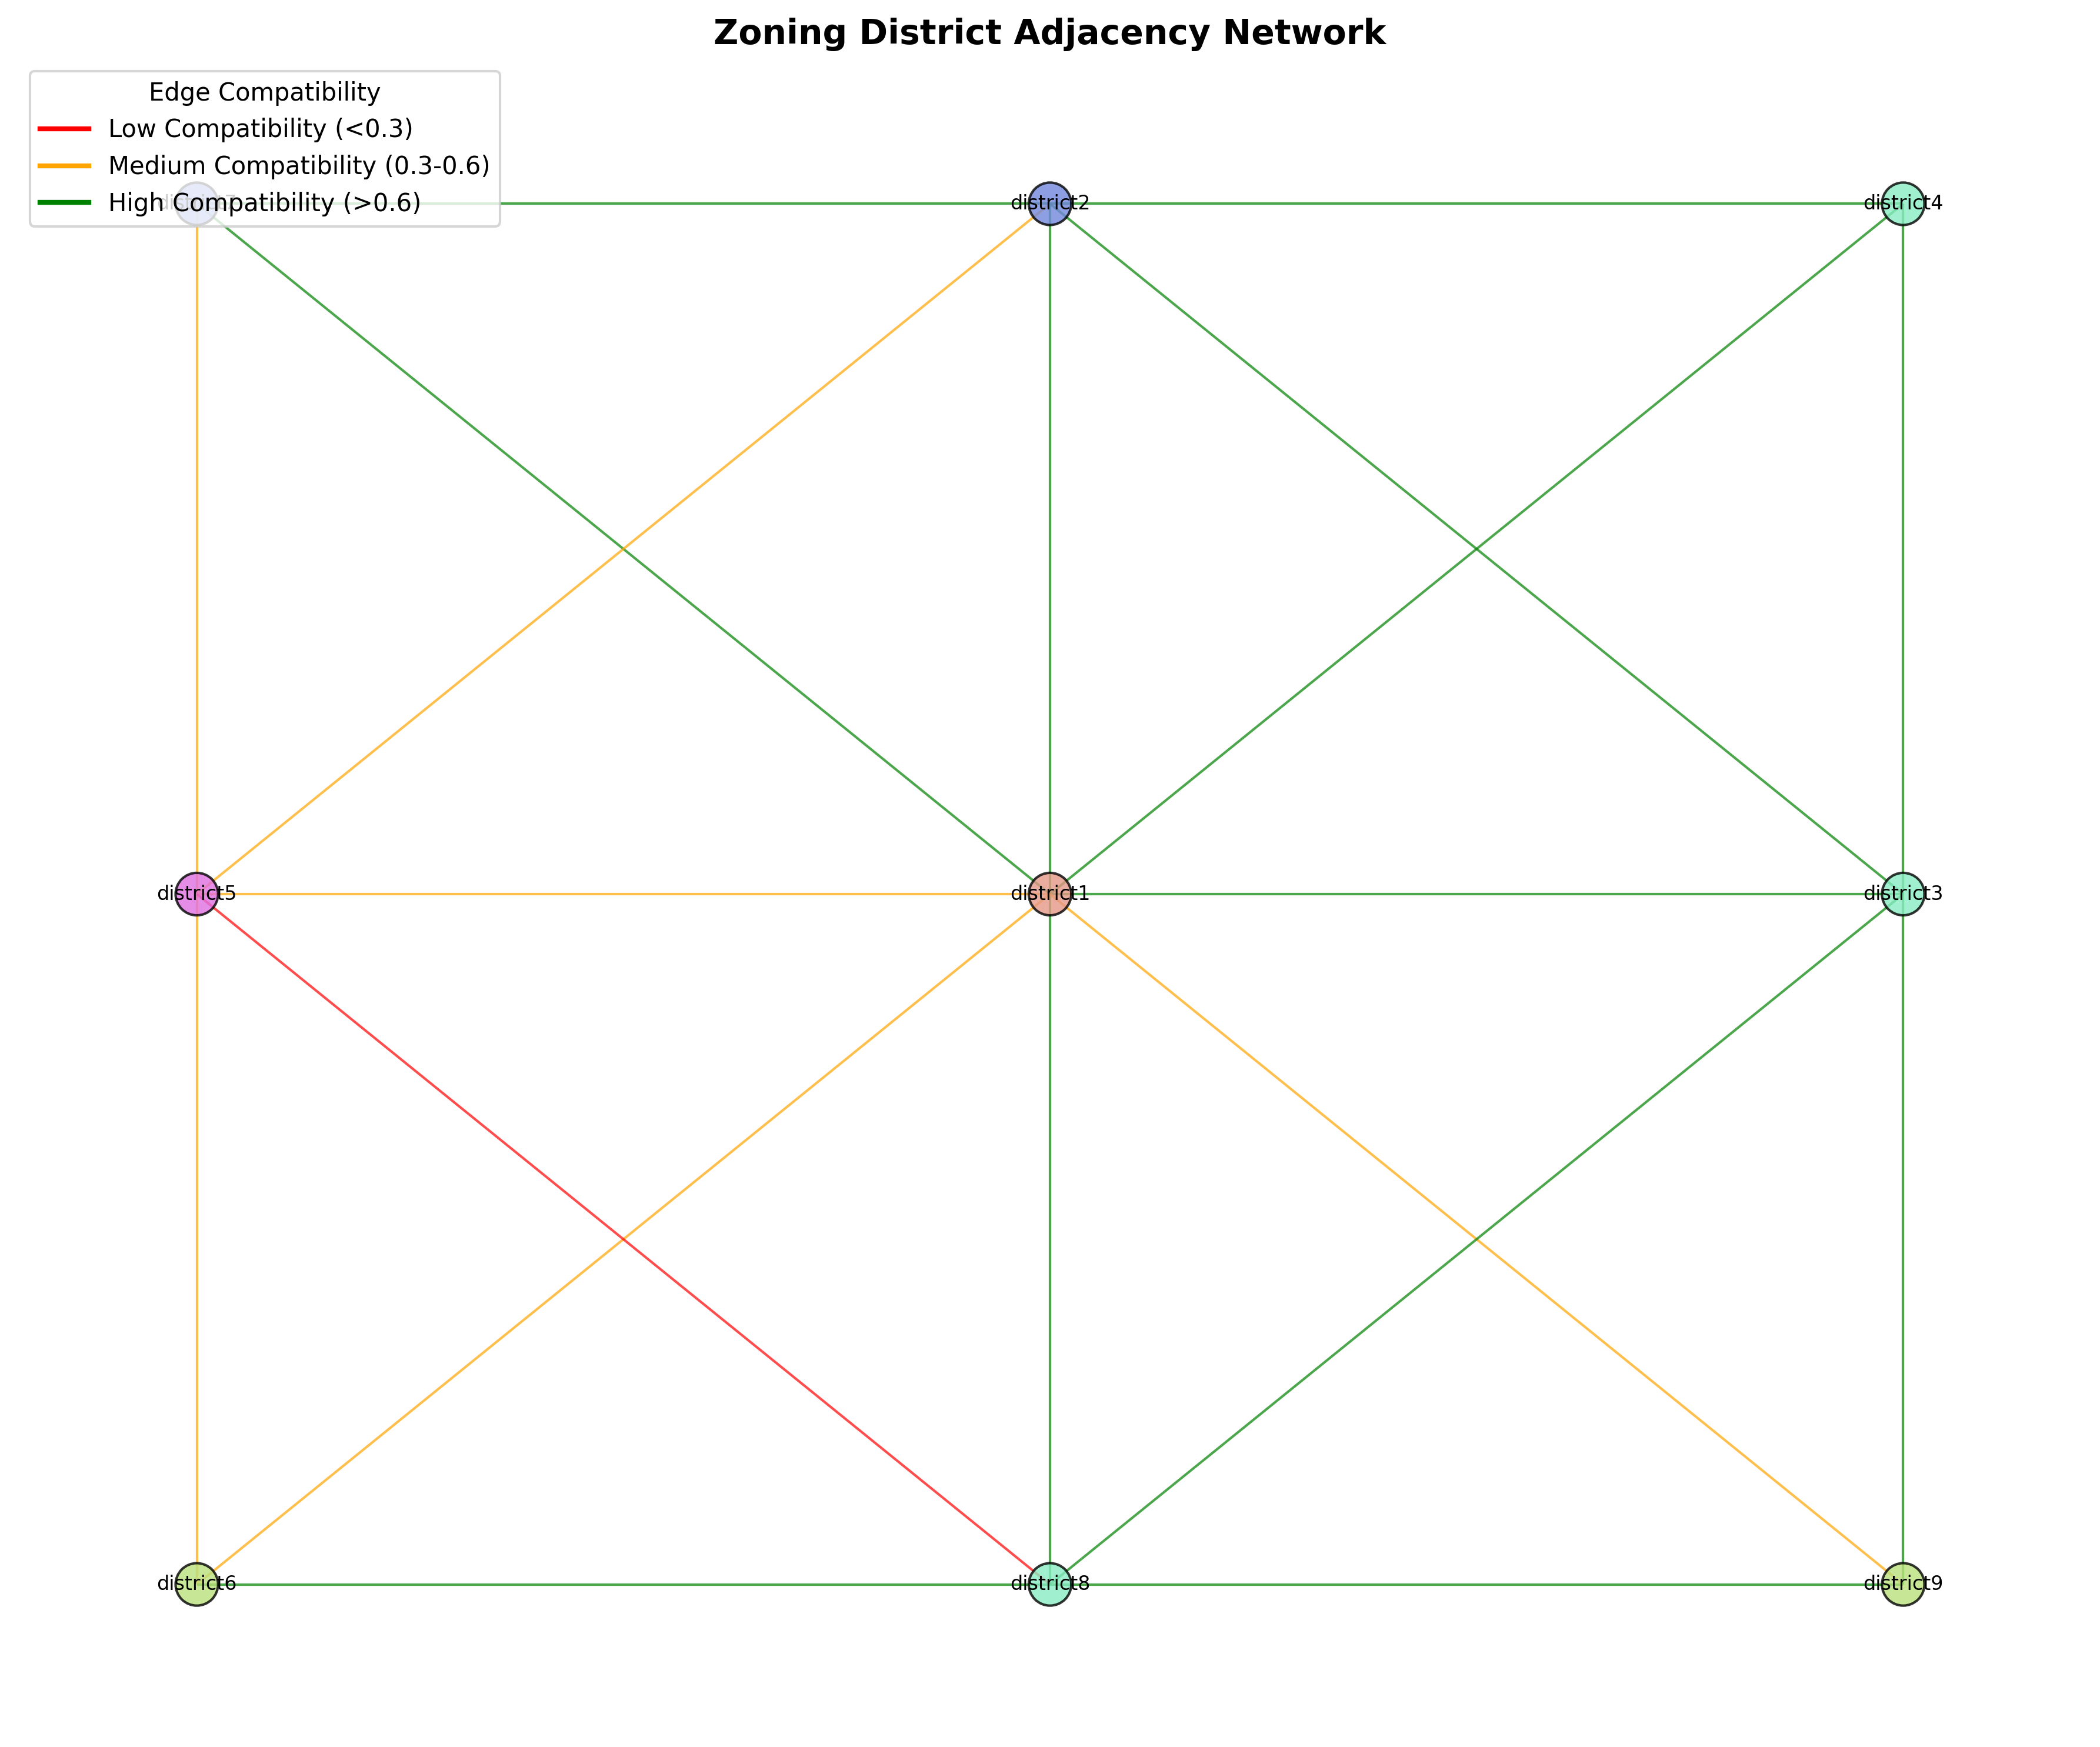 Zoning District Adjacency Network
Edge Compatibility
Low Compatibility (<0.3)
Medium Compatibility (0.3-0.6)
High Compatibility (>0.6)
district2
district4
district5
district1
district3
district6
district8
district9